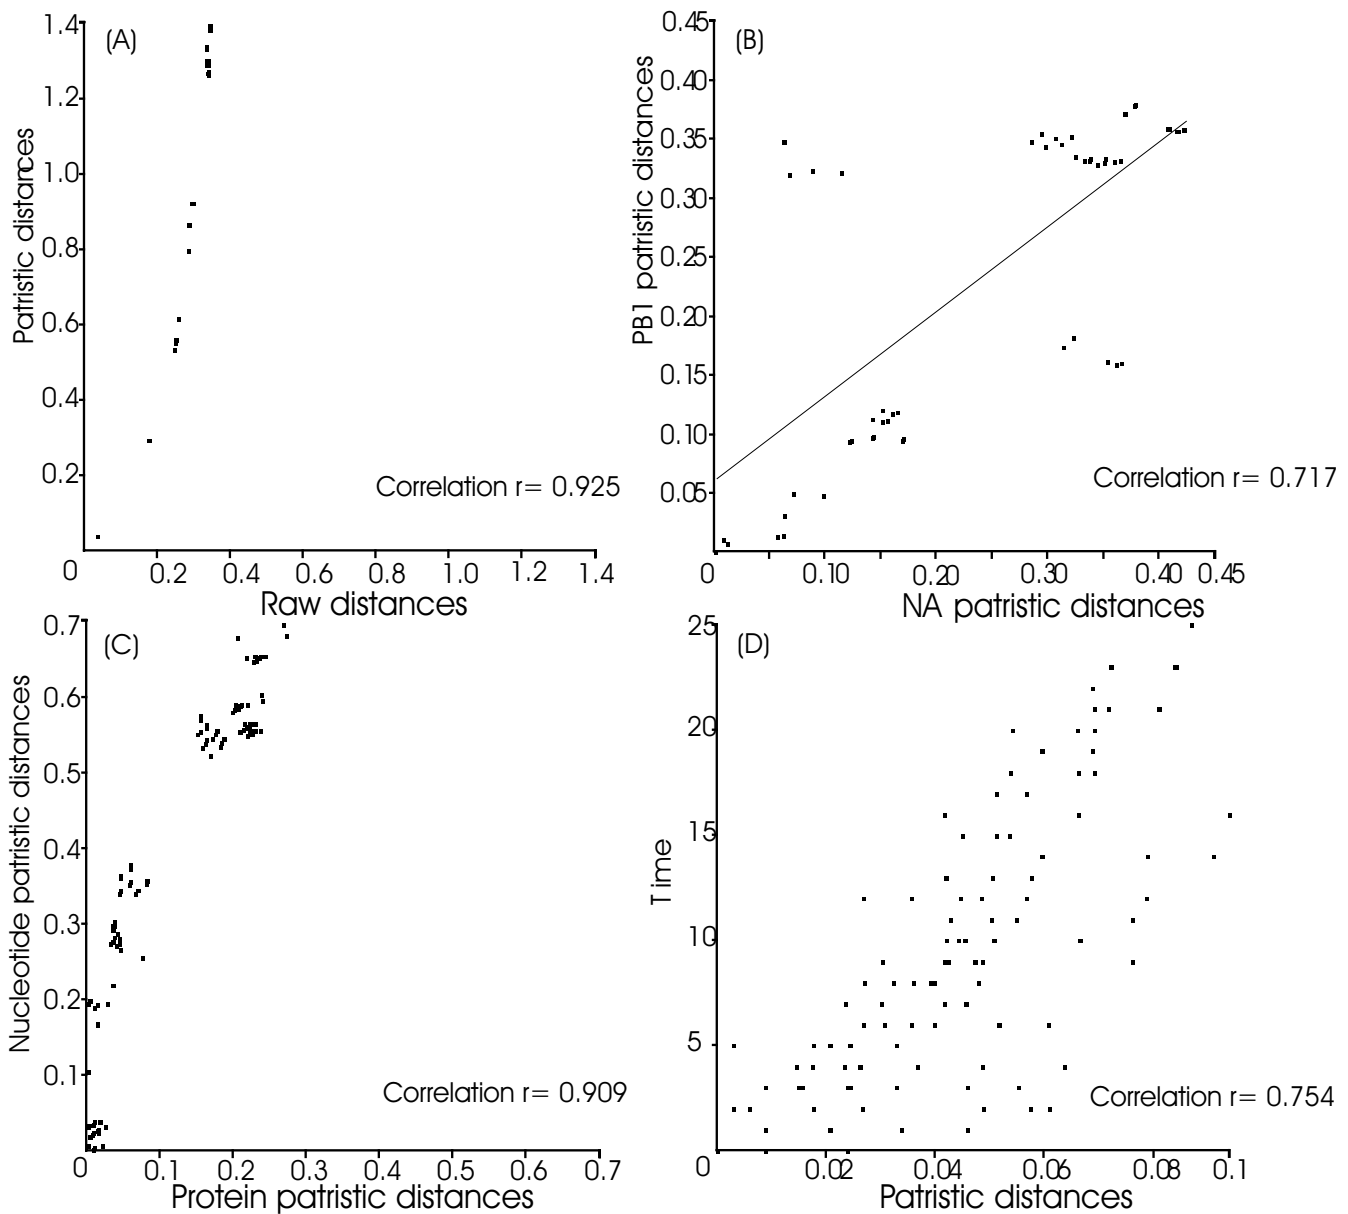 (A)
Patristic distances
1.4
1.2
1.0
0.8
0.6
0.4
0.2
Correlation r= 0.925
0 0.2 0.4 0.6 0.8 1.0 1.2 1.4
Raw distances
(B)
PB1 patristic distances
0.45
0.40
0.35
0.30
0.25
0.20
0.15
0.10
0.05
Correlation r= 0.717
0 0.10 0.20 0.30 0.40 0.45
NA patristic distances
(C)
Nucleotide patristic distances
0.7
0.6
0.5
0.4
0.3
0.2
0.1
Correlation r= 0.909
0 0.1 0.2 0.3 0.4 0.5 0.6 0.7
Protein patristic distances
(D)
Time
25
20
15
10
5
Correlation r= 0.754
0 0.02 0.04 0.06 0.08 0.1
Patristic distances